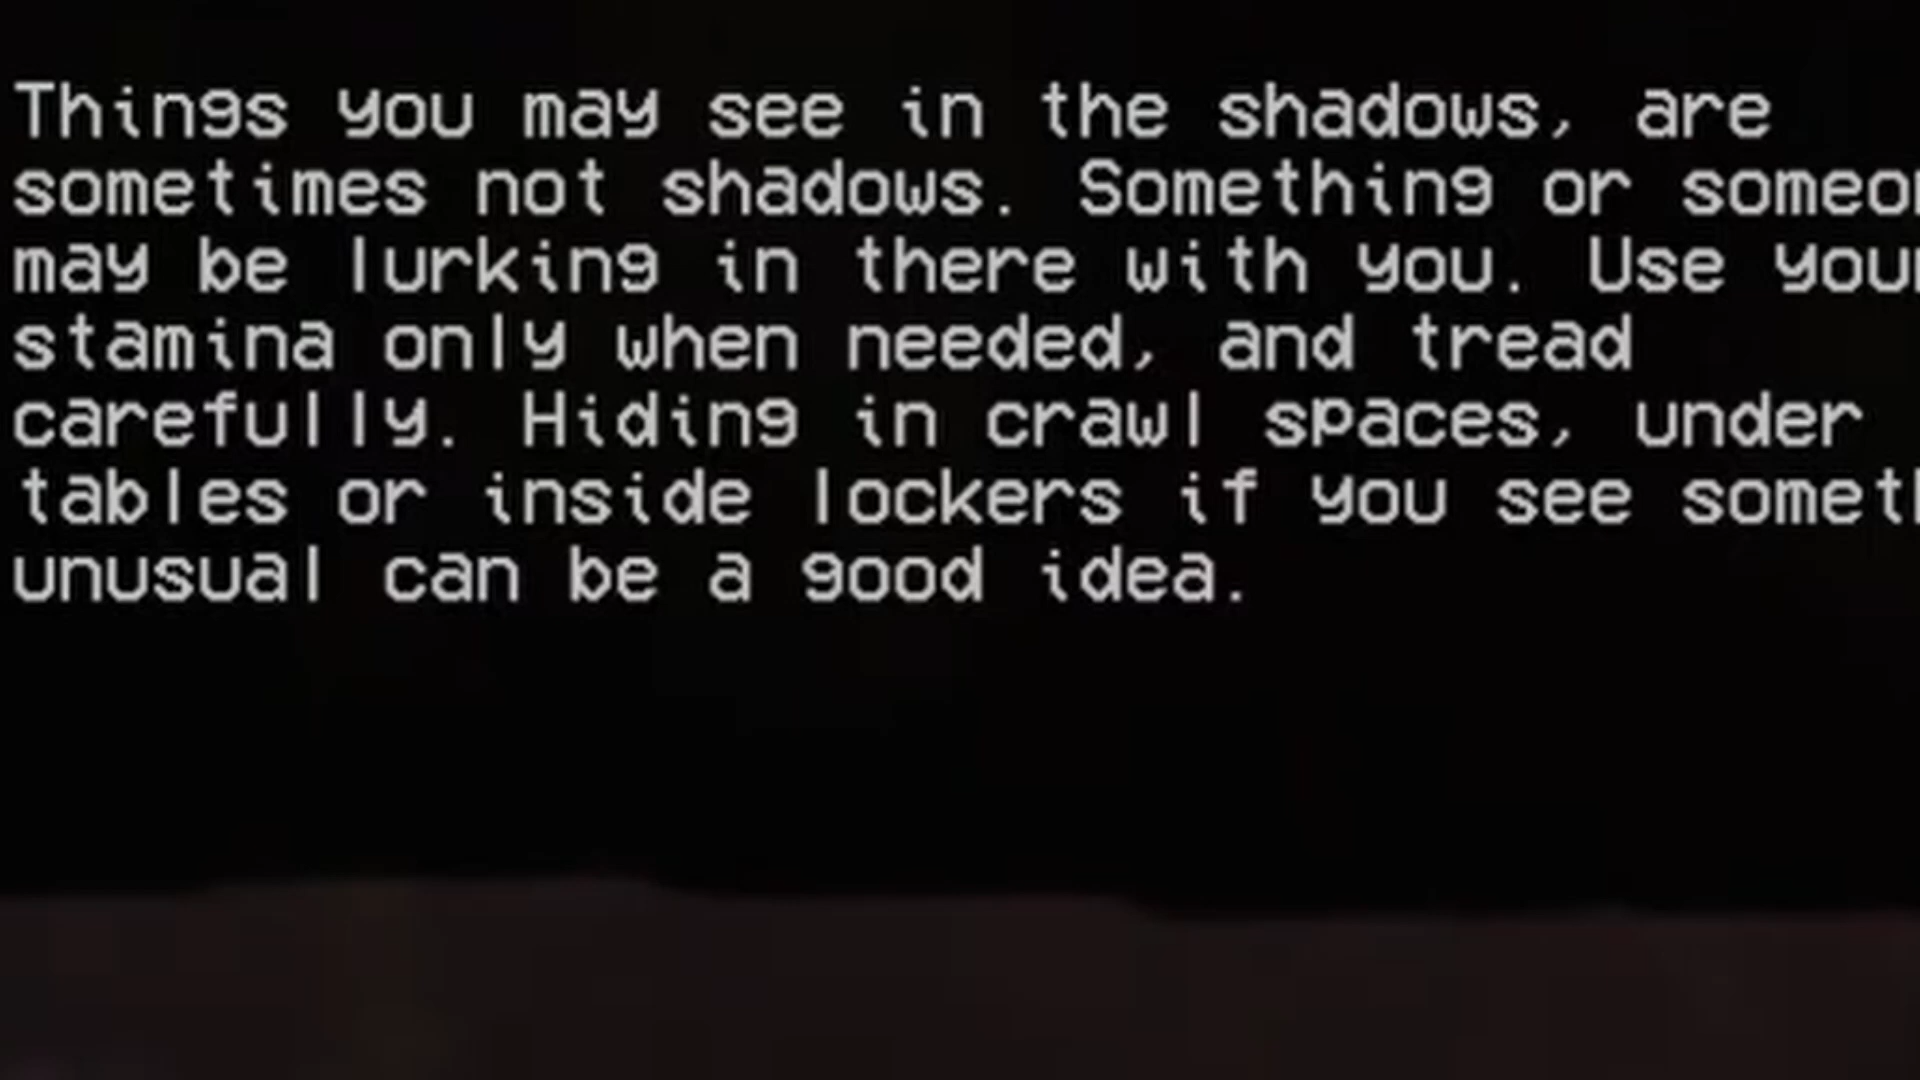 Things you may see in the shadows, are
sometimes not shadows. Something or
may be lurking in there with you. Use
stamina only when needed, and tread
carefully. Hiding in crawl spaces, under
tables or inside lockers if you see
unusual can be a good idea.